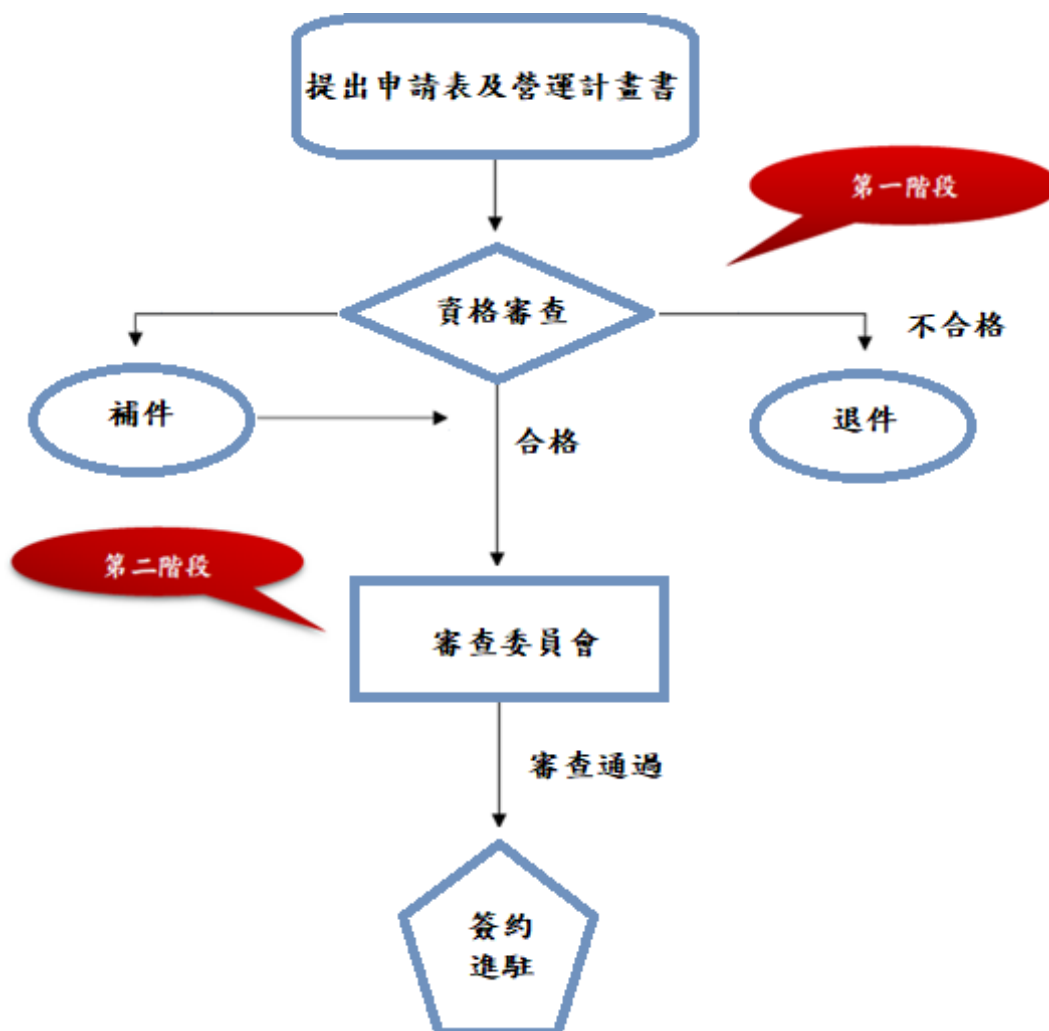 提出申請表及營運計畫書
第一階段
資格審查
不合格
補件
退件
合格
第二階段
審查委員會
審查通過
簽約
進駐